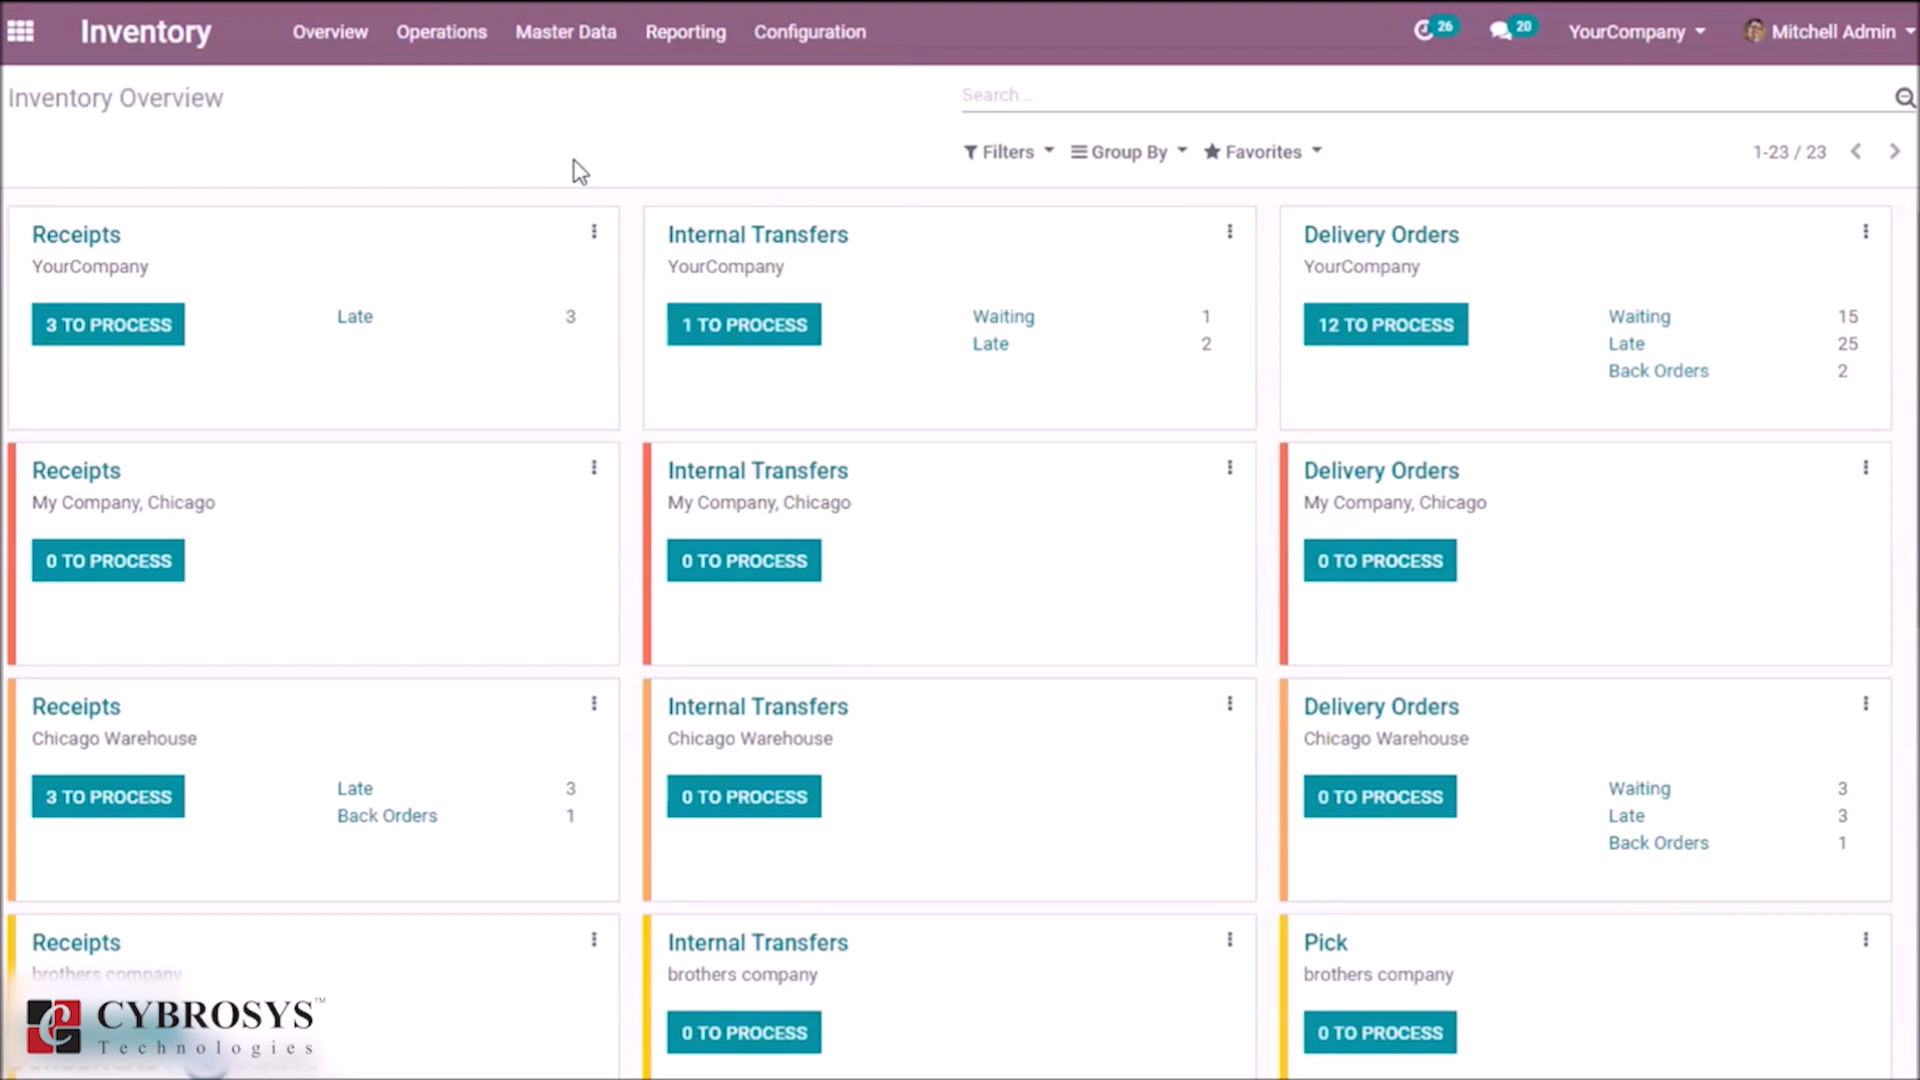 Inventory Overview Operations Master Data Reporting Configuration 26 20 YourCompany Mitchell Admin
Inventory Overview
Search...
Filters Group By Favorites 1-23 / 23
Receipts
YourCompany
3 TO PROCESS
Late 3
Internal Transfers
YourCompany
1 TO PROCESS
Waiting 1
Late 2
Delivery Orders
YourCompany
12 TO PROCESS
Waiting 15
Late 25
Back Orders 2
Receipts
My Company, Chicago
0 TO PROCESS
Internal Transfers
My Company, Chicago
0 TO PROCESS
Delivery Orders
My Company, Chicago
0 TO PROCESS
Receipts
Chicago Warehouse
3 TO PROCESS
Late 3
Back Orders 1
Internal Transfers
Chicago Warehouse
0 TO PROCESS
Delivery Orders
Chicago Warehouse
0 TO PROCESS
Waiting 3
Late 3
Back Orders 1
Receipts
brothers company
Internal Transfers
brothers company
0 TO PROCESS
Pick
brothers company
0 TO PROCESS
CYBROSYS™
Technologies